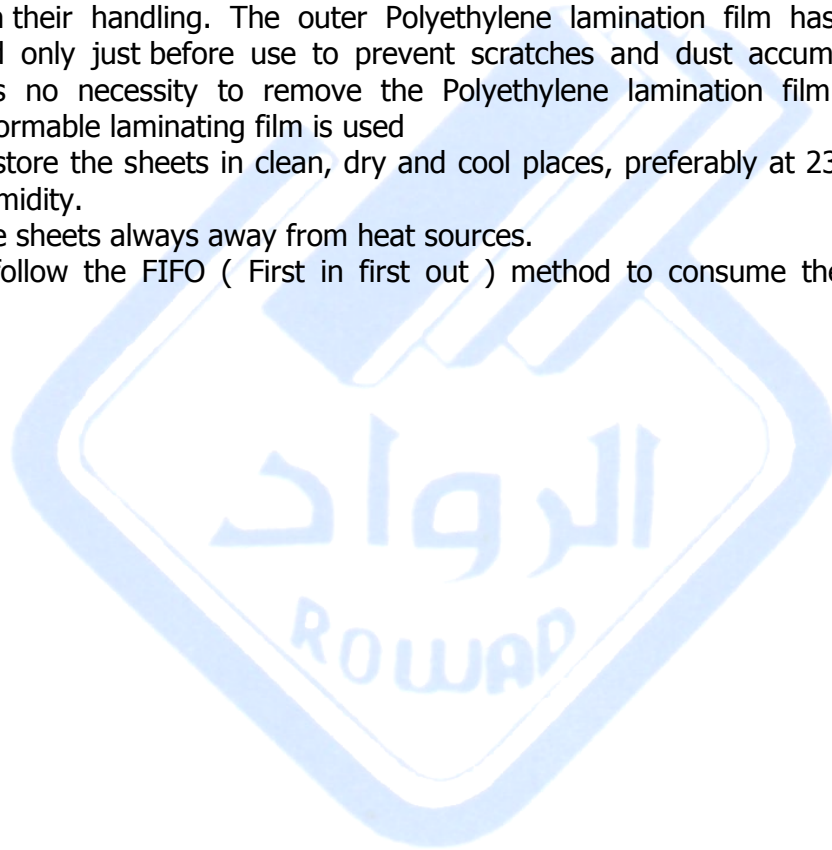 their handling. The outer Polyethylene lamination film has
only just before use to prevent scratches and dust accum
no necessity to remove the Polyethylene lamination film
ormable laminating film is used
store the sheets in clean, dry and cool places, preferably at 23
midity.
e sheets always away from heat sources.
follow the FIFO ( First in first out ) method to consume the
الرواد
ROWAD